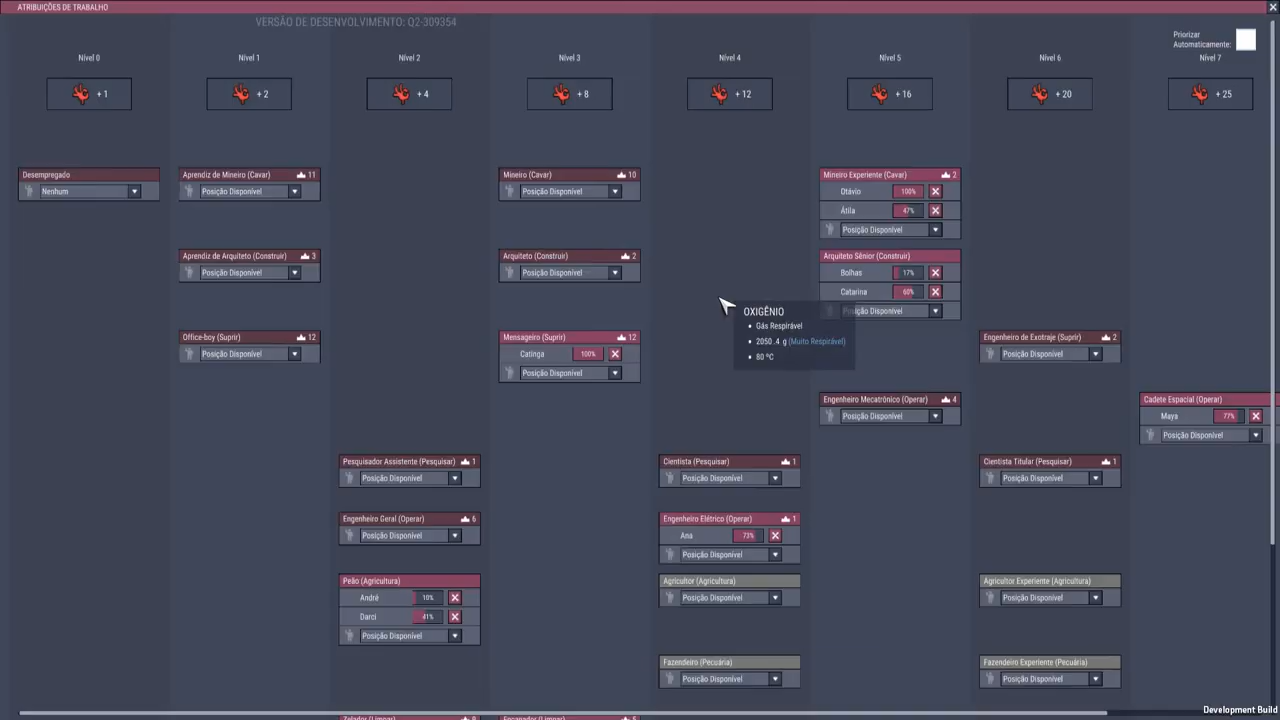 ATRIBUIÇÕES DE TRABALHO
VERSÃO DE DESENVOLVIMENTO: Q2-309354
Priorizar
Automaticamente:
Nível 0
Nível 1
Nível 2
Nível 3
Nível 4
Nível 5
Nível 6
Nível 7
+ 1
+ 2
+ 4
+ 8
+ 12
+ 16
+ 20
+ 25
Desempregado
Nenhum
Aprendiz de Mineiro (Cavar) 11
Posição Disponível
Mineiro (Cavar) 10
Posição Disponível
Mineiro Experiente (Cavar) 2
Otávio 100%
Átila 47%
Posição Disponível
Aprendiz de Arquiteto (Construir) 3
Posição Disponível
Arquiteto (Construir) 2
Posição Disponível
Arquiteto Sênior (Construir)
Bolhas 17%
Catarina 60%
Posição Disponível
OXIGÊNIO
Gás Respirável
2050 .4 g (Muito Respirável)
80 ºC
Office-boy (Suprir) 12
Posição Disponível
Mensageiro (Suprir) 12
Catinga 100%
Posição Disponível
Engenheiro de Exotraje (Suprir) 2
Posição Disponível
Engenheiro Mecatrônico (Operar) 4
Posição Disponível
Cadete Espacial (Operar)
Maya 77%
Posição Disponível
Pesquisador Assistente (Pesquisar) 1
Posição Disponível
Cientista (Pesquisar) 1
Posição Disponível
Cientista Titular (Pesquisar) 1
Posição Disponível
Engenheiro Geral (Operar) 6
Posição Disponível
Engenheiro Elétrico (Operar) 1
Ana 73%
Posição Disponível
Peão (Agricultura)
André 10%
Darci 41%
Posição Disponível
Agricultor (Agricultura)
Posição Disponível
Agricultor Experiente (Agricultura)
Posição Disponível
Fazendeiro (Pecuária)
Posição Disponível
Fazendeiro Experiente (Pecuária)
Posição Disponível
Development Build